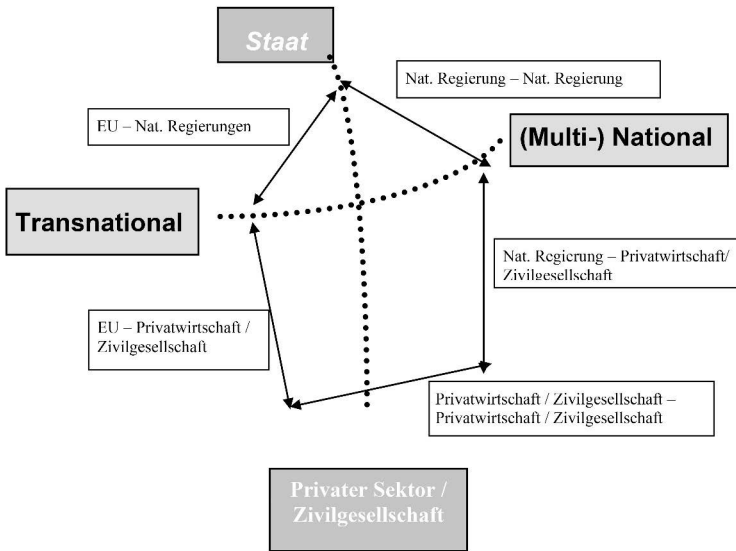 Staat
Nat. Regierung – Nat. Regierung
EU – Nat. Regierungen
(Multi-) National
Transnational
Nat. Regierung – Privatwirtschaft/
Zivilgesellschaft
EU – Privatwirtschaft /
Zivilgesellschaft
Privatwirtschaft / Zivilgesellschaft –
Privatwirtschaft / Zivilgesellschaft
Privater Sektor /
Zivilgesellschaft